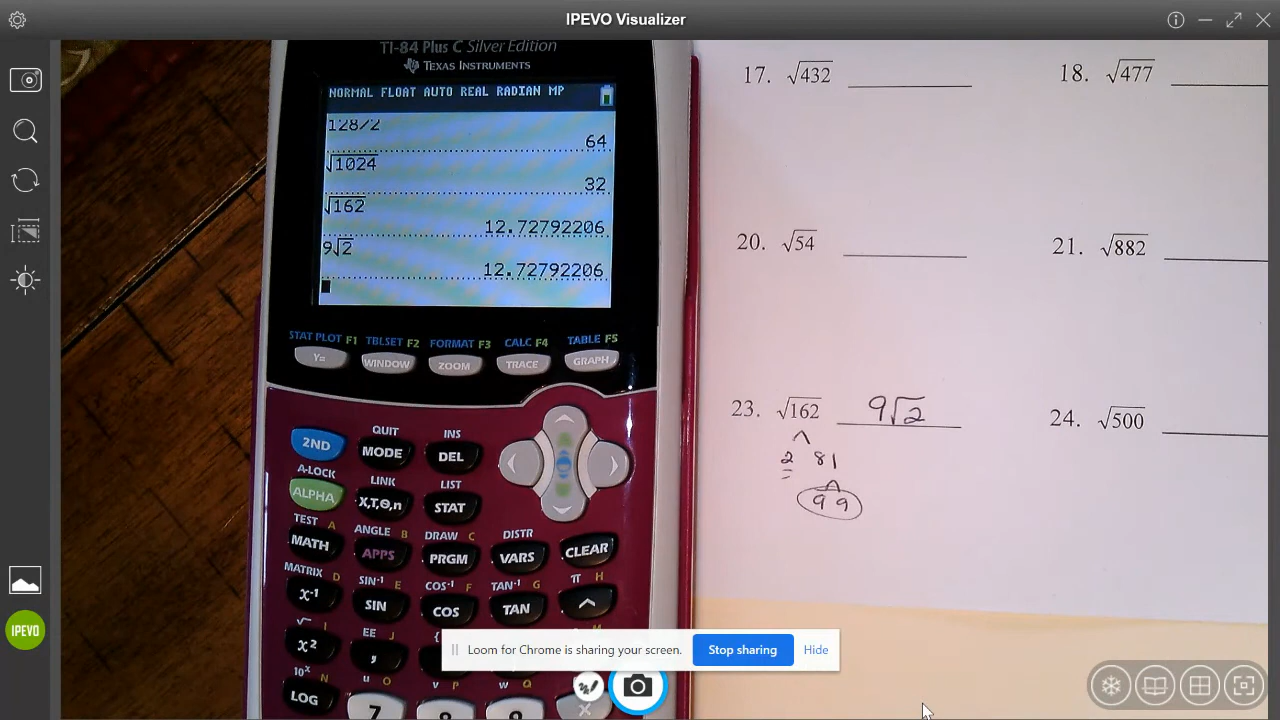 IPEVO Visualizer
TI-84 Plus C Silver Edition
TEXAS INSTRUMENTS
NORMAL FLOAT AUTO REAL RADIAN MP
128/2
64
√1024
32
√162
12.72792206
9√2
12.72792206
STAT PLOT F1 TBLSET F2 FORMAT F3 CALC F4 TABLE F5
Y= WINDOW ZOOM TRACE GRAPH
QUIT INS
2ND MODE DEL
A-LOCK LINK LIST
ALPHA X,T,θ,n STAT
TEST A ANGLE B DRAW C DISTR
MATH APPS PRGM VARS CLEAR
MATRIX D SIN⁻¹ E COS⁻¹ F TAN⁻¹ G π H
X⁻¹ SIN COS TAN ^
√ I EE J {
X² ,
10ˣ N u O v P w Q
LOG 7 8 9 ×
17. √432
18. √477
20. √54
21. √882
23. √162 9√2
2 81
9 9
24. √500
IPEVO
Loom for Chrome is sharing your screen. Stop sharing Hide